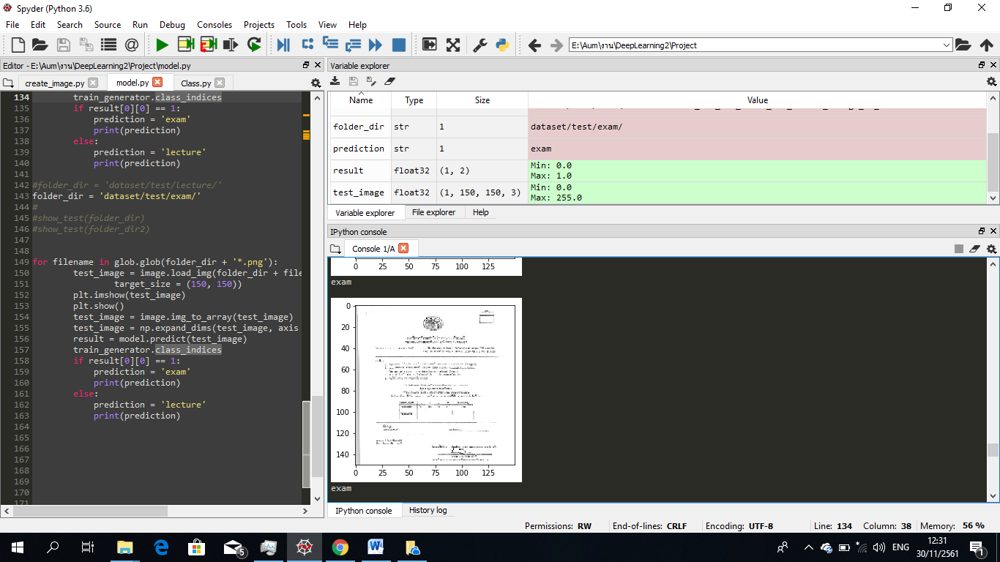 Spyder (Python 3.6)
File Edit Search Source Run Debug Consoles Projects Tools View Help
E:\Aum\งาน\DeepLearning2\Project
Editor - E:\Aum\งาน\DeepLearning2\Project\model.py
create_image.py model.py Class.py
134 train_generator.class_indices
135 if result[0][0] == 1:
136 prediction = 'exam'
137 print(prediction)
138 else:
139 prediction = 'lecture'
140 print(prediction)
141
142 #folder_dir = 'dataset/test/lecture/'
143 folder_dir = 'dataset/test/exam/'
144 #
145 #show_test(folder_dir)
146 #show_test(folder_dir2)
147
148
149 for filename in glob.glob(folder_dir + '*.png'):
150 test_image = image.load_img(folder_dir + file
151 target_size = (150, 150))
152 plt.imshow(test_image)
153 plt.show()
154 test_image = image.img_to_array(test_image)
155 test_image = np.expand_dims(test_image, axis
156 result = model.predict(test_image)
157 train_generator.class_indices
158 if result[0][0] == 1:
159 prediction = 'exam'
160 print(prediction)
161 else:
162 prediction = 'lecture'
163 print(prediction)
164
165
166
167
168
169
170
171
Variable explorer
Name Type Size Value
folder_dir str 1 dataset/test/exam/
prediction str 1 exam
result float32 (1, 2) Min: 0.0
Max: 1.0
test_image float32 (1, 150, 150, 3) Min: 0.0
Max: 255.0
Variable explorer File explorer Help
IPython console
Console 1/A
0 25 50 75 100 125
exam
0
20
40
60
80
100
120
140
0 25 50 75 100 125
exam
IPython console History log
Permissions: RW End-of-lines: CRLF Encoding: UTF-8 Line: 134 Column: 38 Memory: 56 %
5
ENG
12:31
30/11/2561
1